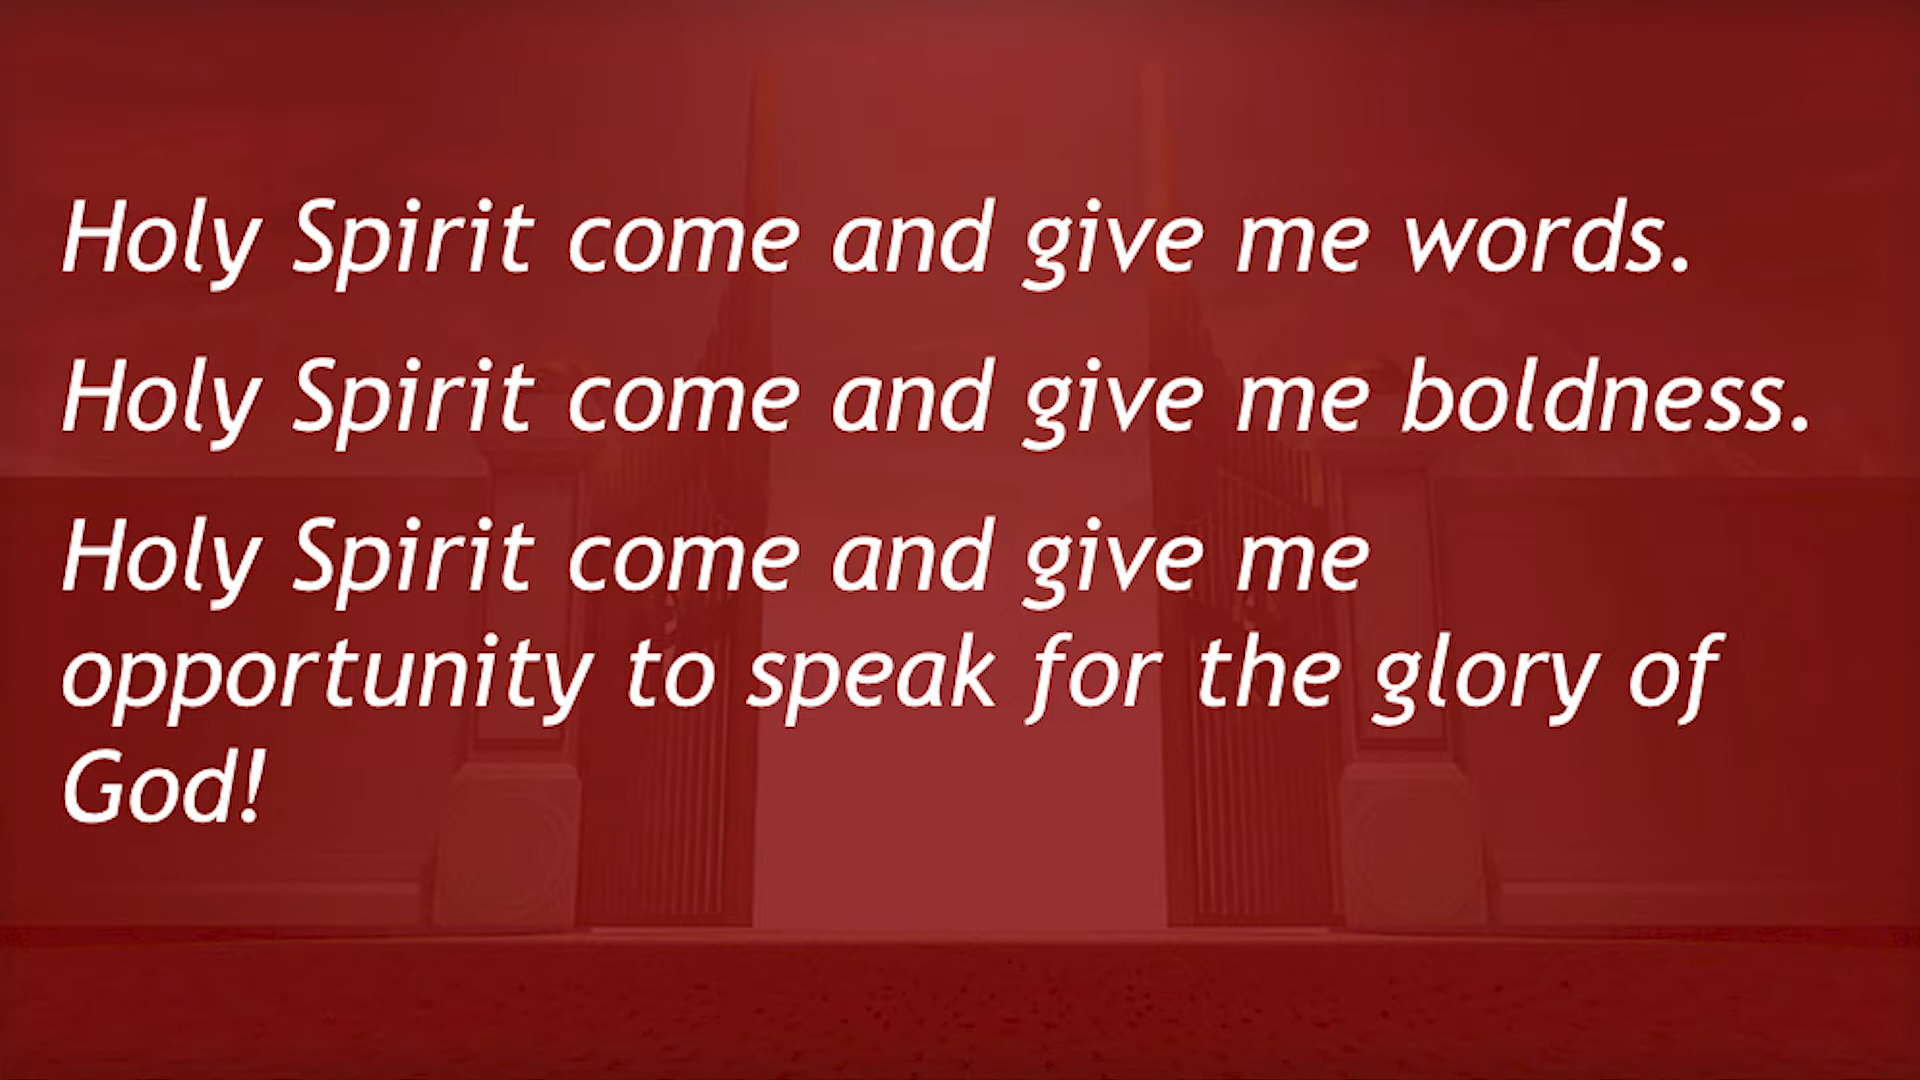 Holy Spirit come and give me words.
Holy Spirit come and give me boldness.
Holy Spirit come and give me
opportunity to speak for the glory of
God!